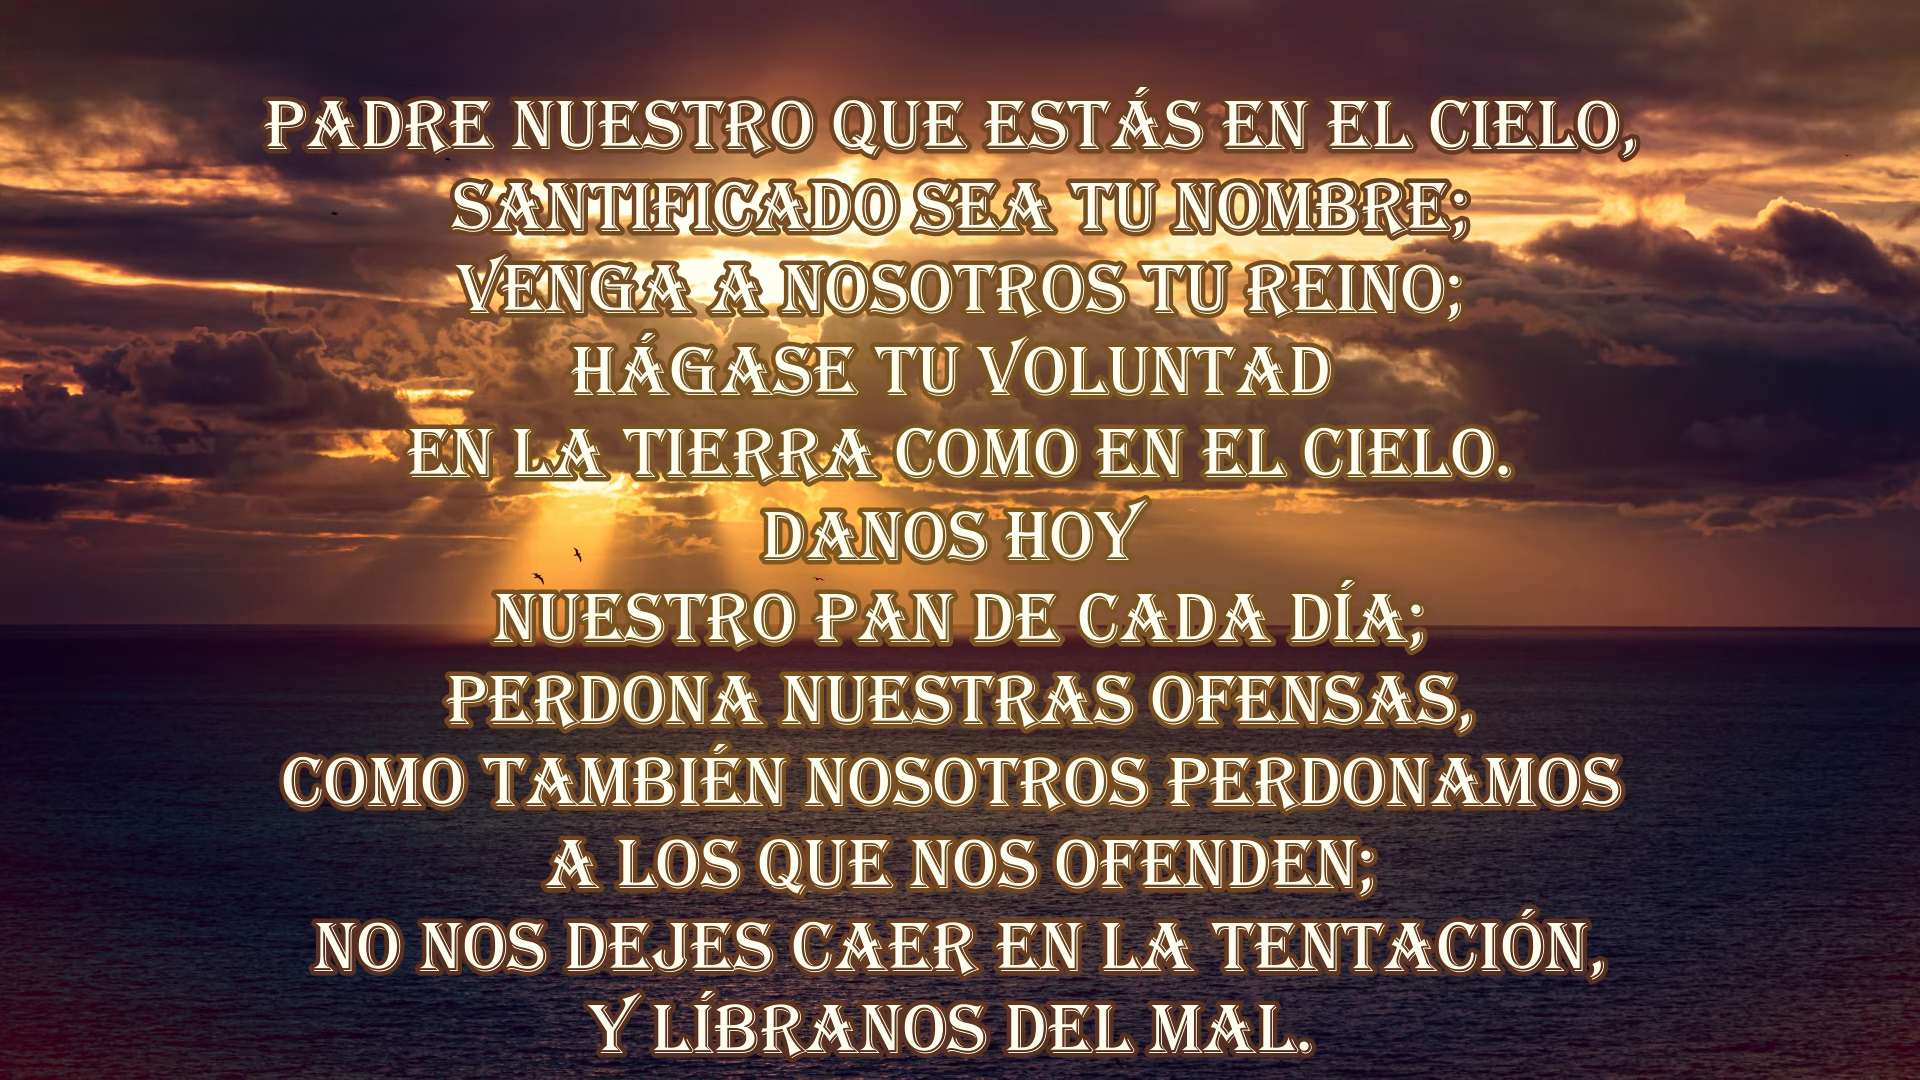 PADRE NUESTRO QUE ESTÁS EN EL CIELO,
SANTIFICADO SEA TU NOMBRE;
VENGA A NOSOTROS TU REINO;
HÁGASE TU VOLUNTAD
EN LA TIERRA COMO EN EL CIELO.
DANOS HOY
NUESTRO PAN DE CADA DÍA;
PERDONA NUESTRAS OFENSAS,
COMO TAMBIÉN NOSOTROS PERDONAMOS
A LOS QUE NOS OFENDEN;
NO NOS DEJES CAER EN LA TENTACIÓN,
Y LÍBRANOS DEL MAL.